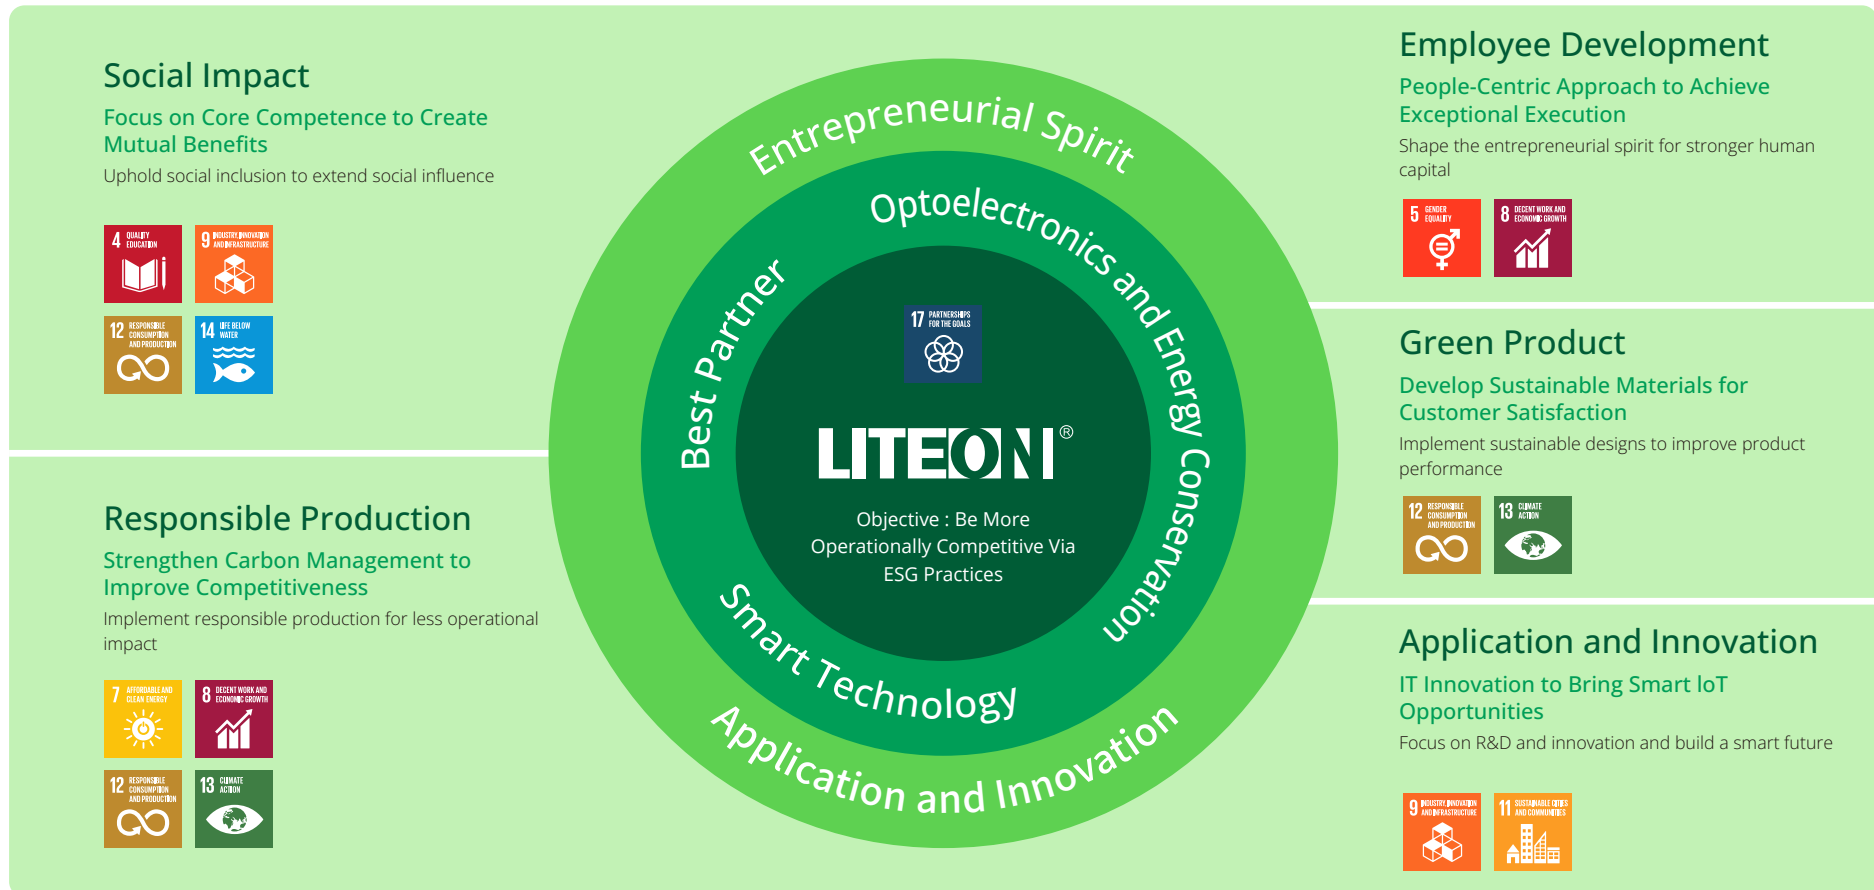 Social Impact
Focus on Core Competence to Create
Mutual Benefits
Uphold social inclusion to extend social influence
4 QUALITY
EDUCATION
9 INDUSTRY, INNOVATION
AND INFRASTRUCTURE
12 RESPONSIBLE
CONSUMPTION
AND PRODUCTION
14 LIFE BELOW
WATER
Responsible Production
Strengthen Carbon Management to
Improve Competitiveness
Implement responsible production for less operational
impact
7 AFFORDABLE AND
CLEAN ENERGY
8 DECENT WORK AND
ECONOMIC GROWTH
12 RESPONSIBLE
CONSUMPTION
AND PRODUCTION
13 CLIMATE
ACTION
Entrepreneurial Spirit
Optoelectronics and Energy Conservation
Best Partner
Smart Technology
Application and Innovation
17 PARTNERSHIPS
FOR THE GOALS
LITEON®
Objective : Be More
Operationally Competitive Via
ESG Practices
Employee Development
People-Centric Approach to Achieve
Exceptional Execution
Shape the entrepreneurial spirit for stronger human
capital
5 GENDER
EQUALITY
8 DECENT WORK AND
ECONOMIC GROWTH
Green Product
Develop Sustainable Materials for
Customer Satisfaction
Implement sustainable designs to improve product
performance
12 RESPONSIBLE
CONSUMPTION
AND PRODUCTION
13 CLIMATE
ACTION
Application and Innovation
IT Innovation to Bring Smart loT
Opportunities
Focus on R&D and innovation and build a smart future
9 INDUSTRY, INNOVATION
AND INFRASTRUCTURE
11 SUSTAINABLE CITIES
AND COMMUNITIES